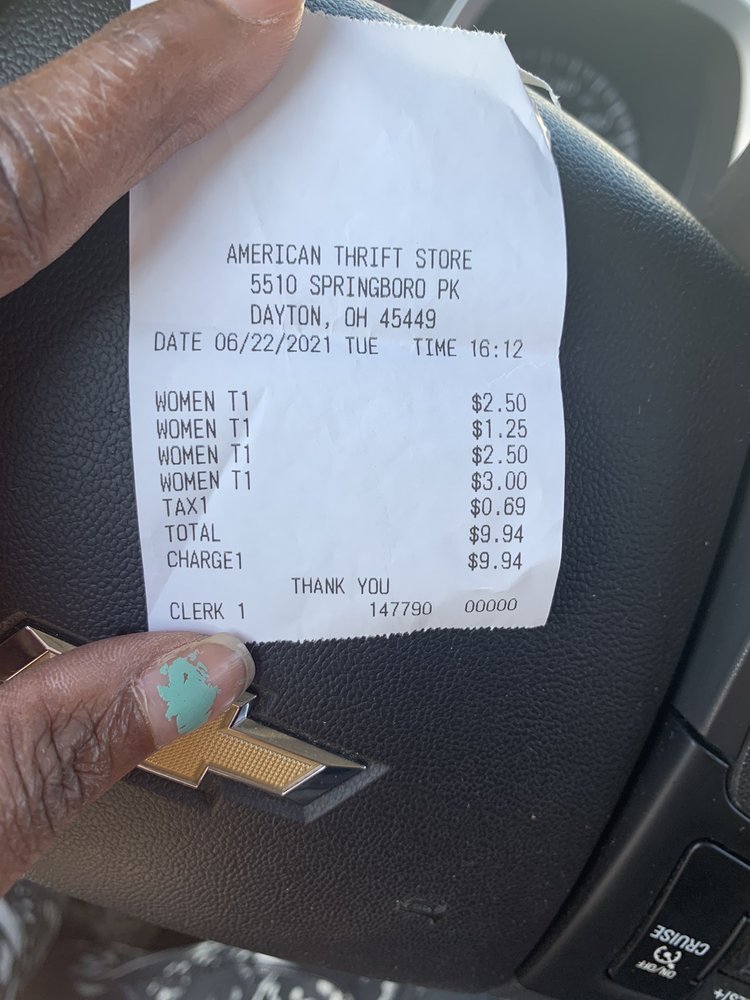 AMERICAN THRIFT STORE
5510 SPRINGBORO PK
DAYTON, OH 45449
DATE 06/22/2021 TUE TIME 16:12
WOMEN T1 $2.50
WOMEN T1 $1.25
WOMEN T1 $2.50
WOMEN T1 $3.00
TAX1 $0.69
TOTAL $9.94
CHARGE1 $9.94
THANK YOU
CLERK 1 147790 00000
CRUISE
ON/OFF